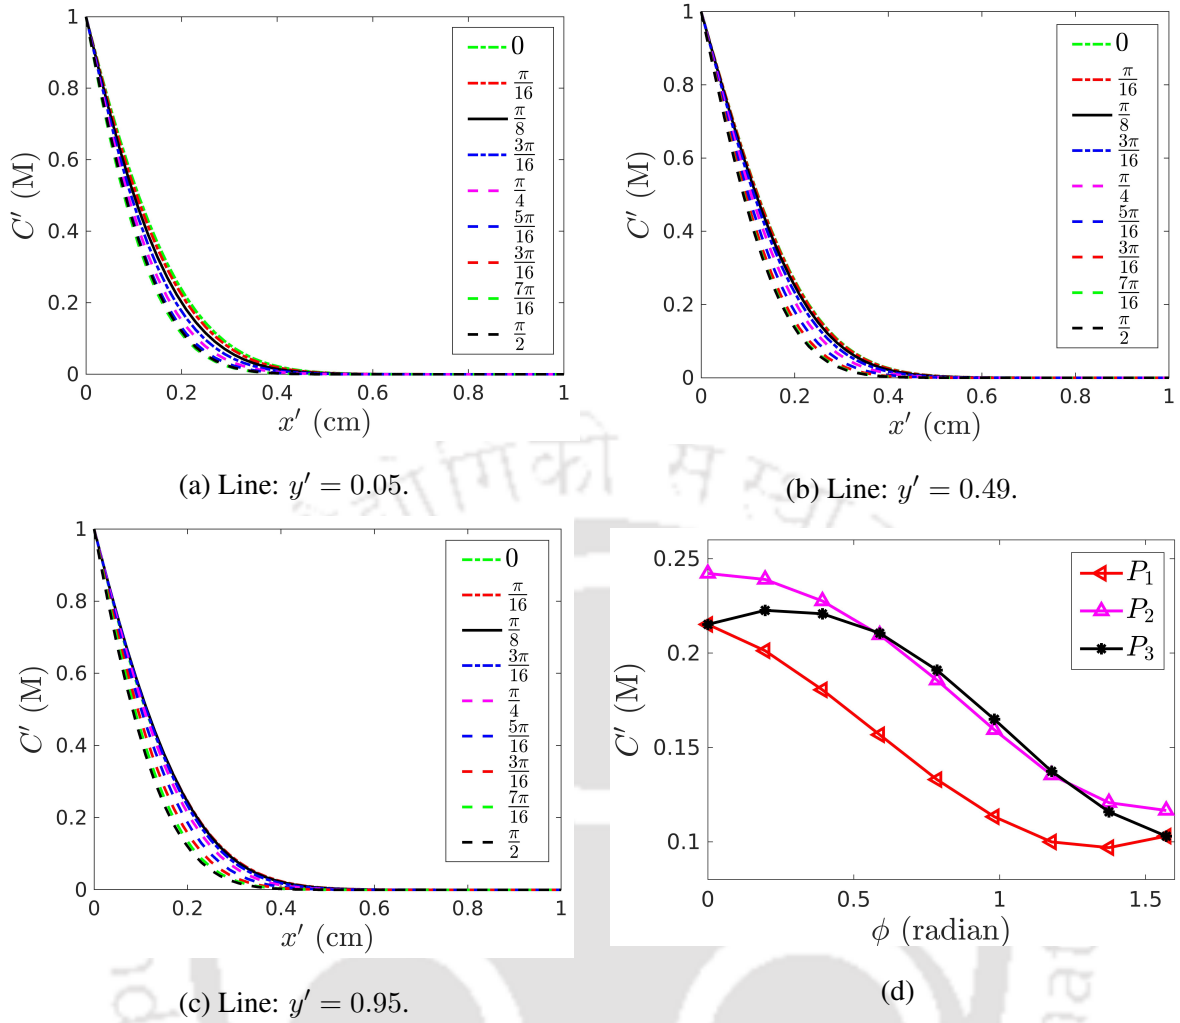 1
0.8
0.6
0.4
0.2
0
0 0.2 0.4 0.6 0.8 1
C′ (M)
x′ (cm)
0
π/16
π/8
3π/16
π/4
5π/16
3π/16
7π/16
π/2
(a) Line: y′ = 0.05.
1
0.8
0.6
0.4
0.2
0
0 0.2 0.4 0.6 0.8 1
C′ (M)
x′ (cm)
0
π/16
π/8
3π/16
π/4
5π/16
3π/16
7π/16
π/2
(b) Line: y′ = 0.49.
1
0.8
0.6
0.4
0.2
0
0 0.2 0.4 0.6 0.8 1
C′ (M)
x′ (cm)
0
π/16
π/8
3π/16
π/4
5π/16
3π/16
7π/16
π/2
(c) Line: y′ = 0.95.
0.25
0.2
0.15
0.1
0 0.5 1 1.5
C′ (M)
ϕ (radian)
P₁
P₂
P₃
(d)